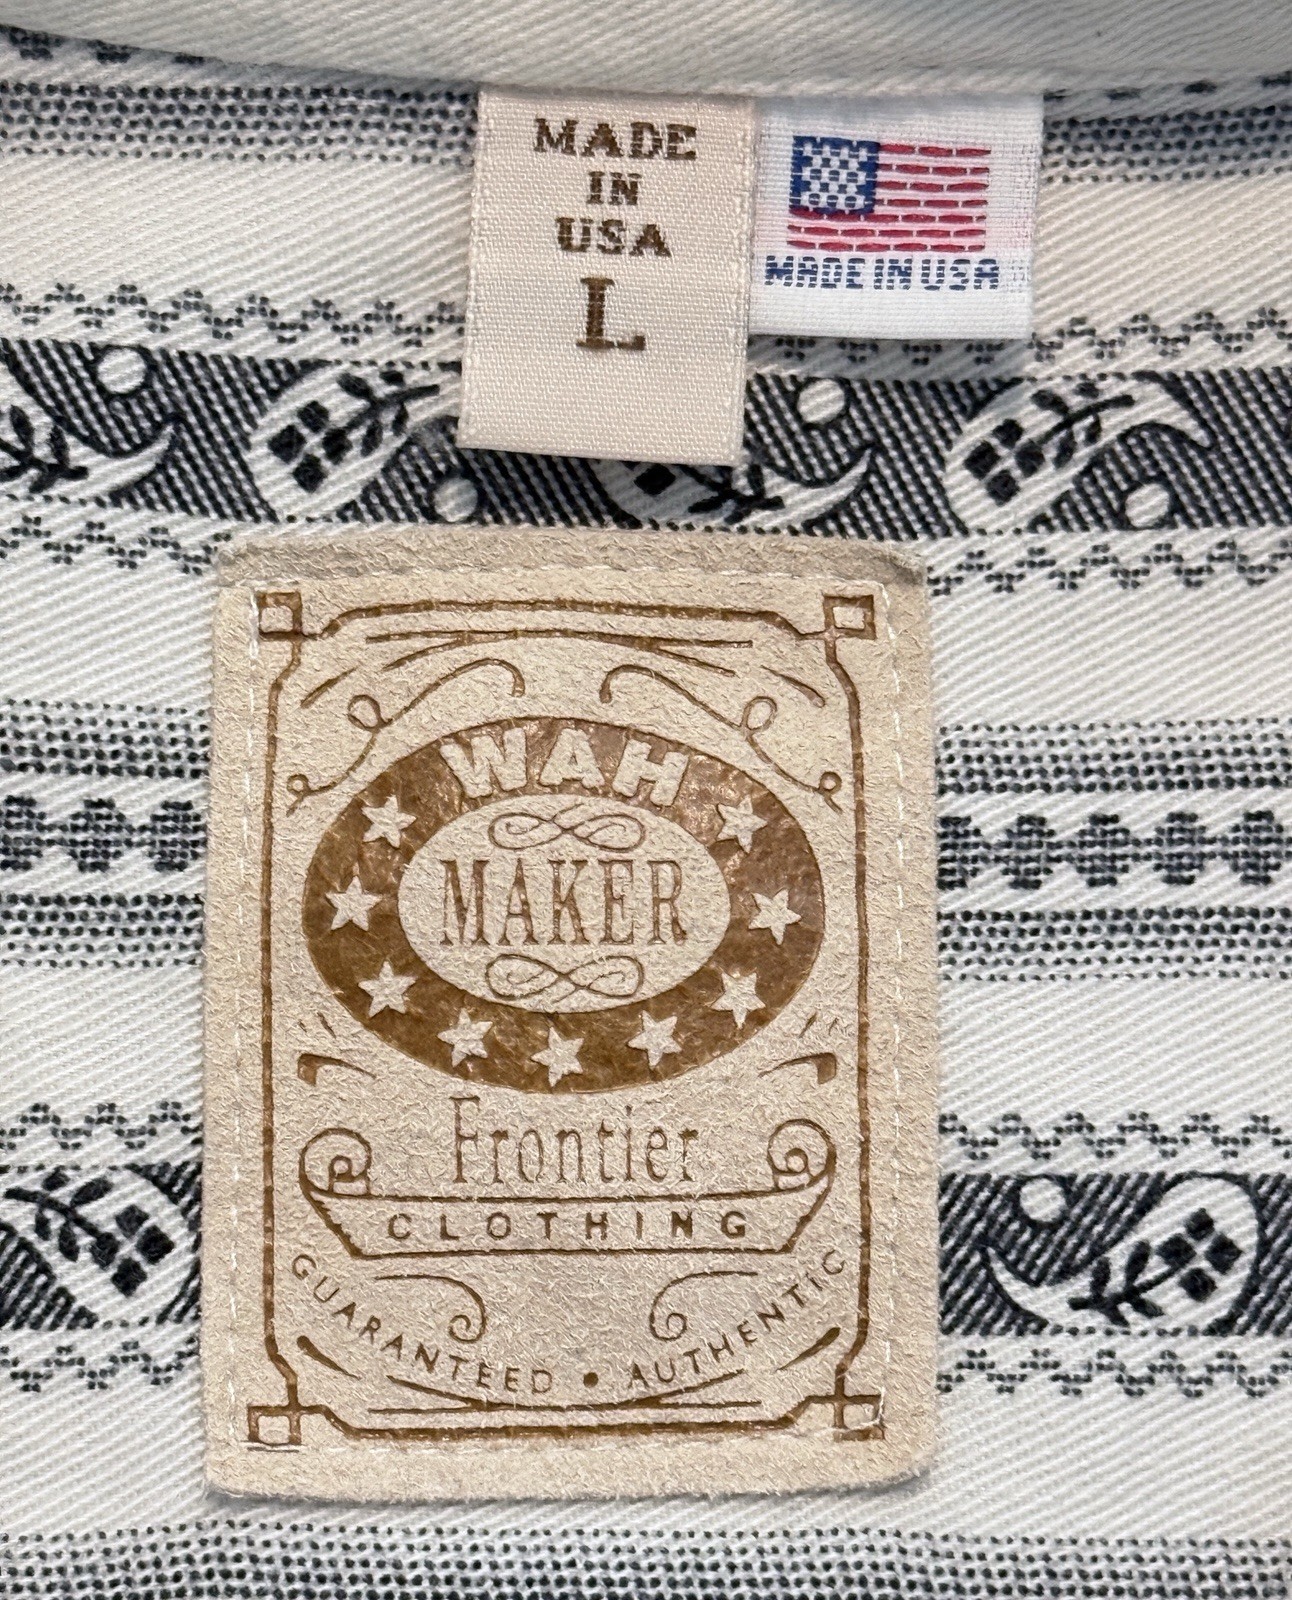 MADE
IN
USA
L
MADE IN USA
WAH
MAKER
Frontier
CLOTHING
GUARANTEED • AUTHENTIC